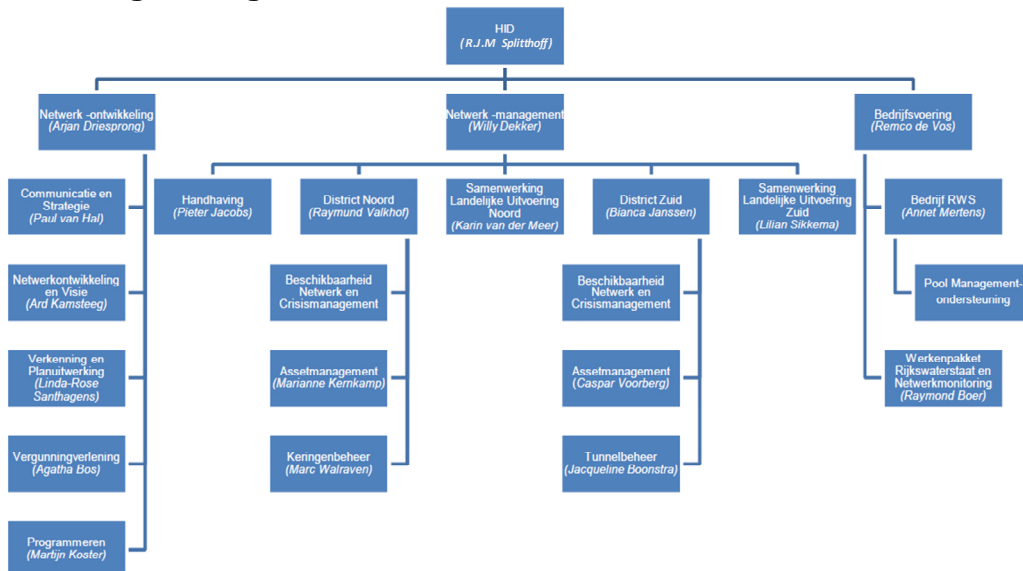 HID
(R.J.M Splitthoff)
Netwerk -ontwikkeling
(Arjan Driesprong)
Netwerk -management
(Willy Dekker)
Bedrijfsvoering
(Remco de Vos)
Communicatie en
Strategie
(Paul van Hal)
Handhaving
(Pieter Jacobs)
District Noord
(Raymund Valkhof)
Samenwerking
Landelijke Uitvoering
Noord
(Karin van der Meer)
District Zuid
(Bianca Janssen)
Samenwerking
Landelijke Uitvoering
Zuid
(Lilian Sikkema)
Bedrijf RWS
(Annet Mertens)
Netwerkontwikkeling
en Visie
(Ard Kamsteeg)
Beschikbaarheid
Netwerk en
Crisismanagement
Beschikbaarheid
Netwerk en
Crisismanagement
Pool Management-
ondersteuning
Verkenning en
Planuitwerking
(Linda-Rose
Santhagens)
Assetmanagement
(Marianne Kernkamp)
Assetmanagement
(Caspar Voorberg)
Werkenpakket
Rijkswaterstaat en
Netwerkmonitoring
(Raymond Boer)
Vergunningverlening
(Agatha Bos)
Keringenbeheer
(Marc Walraven)
Tunnelbeheer
(Jacqueline Boonstra)
Programmeren
(Martijn Koster)